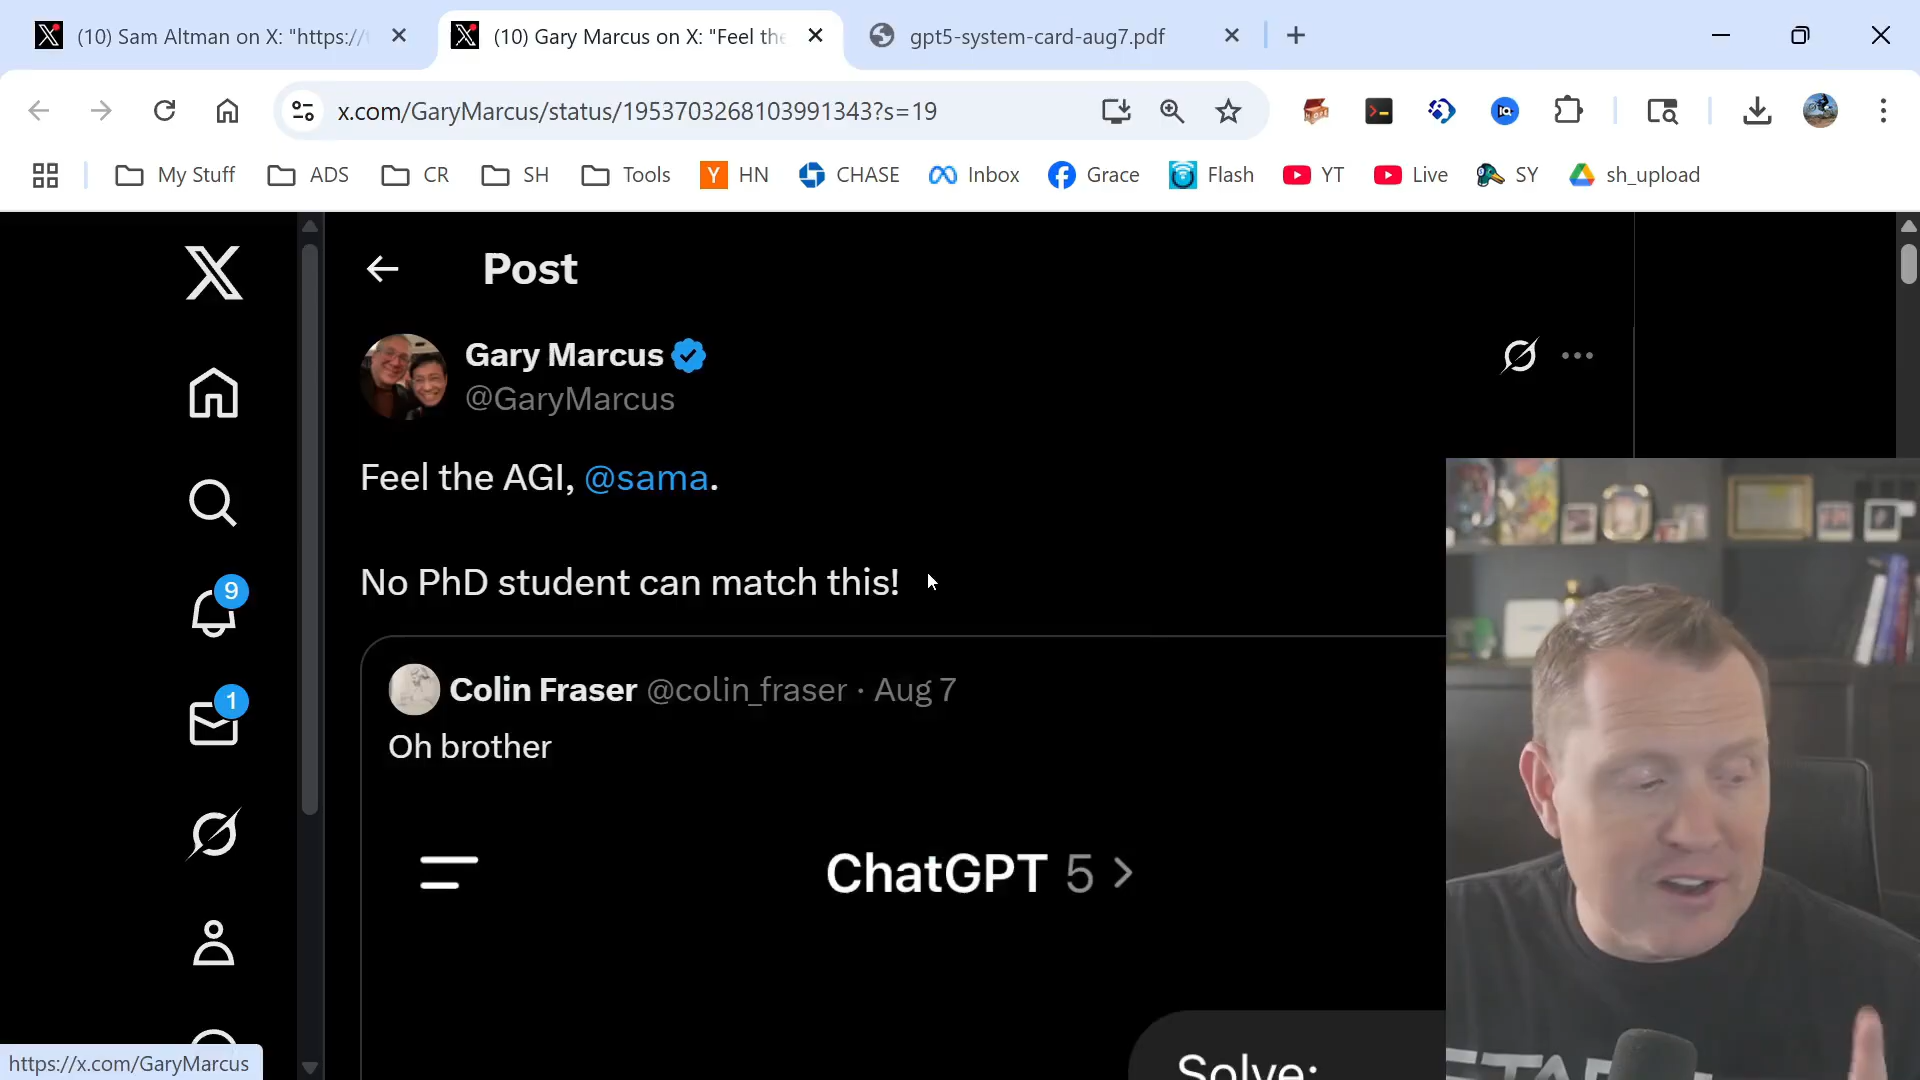 (10) Sam Altman on X: "https://
(10) Gary Marcus on X: "Feel the
gpt5-system-card-aug7.pdf
x.com/GaryMarcus/status/1953703268103991343?s=19
My Stuff
ADS
CR
SH
Tools
Y HN
CHASE
Inbox
Grace
Flash
YT
Live
SY
sh_upload
Post
Gary Marcus
@GaryMarcus
Feel the AGI, @sama.
No PhD student can match this!
9
1
Colin Fraser @colin_fraser · Aug 7
Oh brother
ChatGPT 5 >
Solve:
https://x.com/GaryMarcus